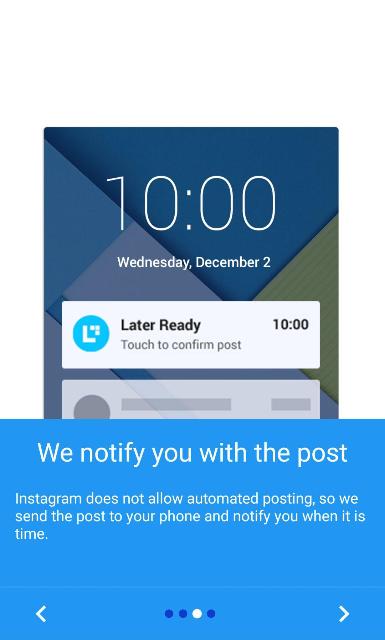 10:00
Wednesday, December 2
Later Ready 10:00
Touch to confirm post
We notify you with the post
Instagram does not allow automated posting, so we
send the post to your phone and notify you when it is
time.